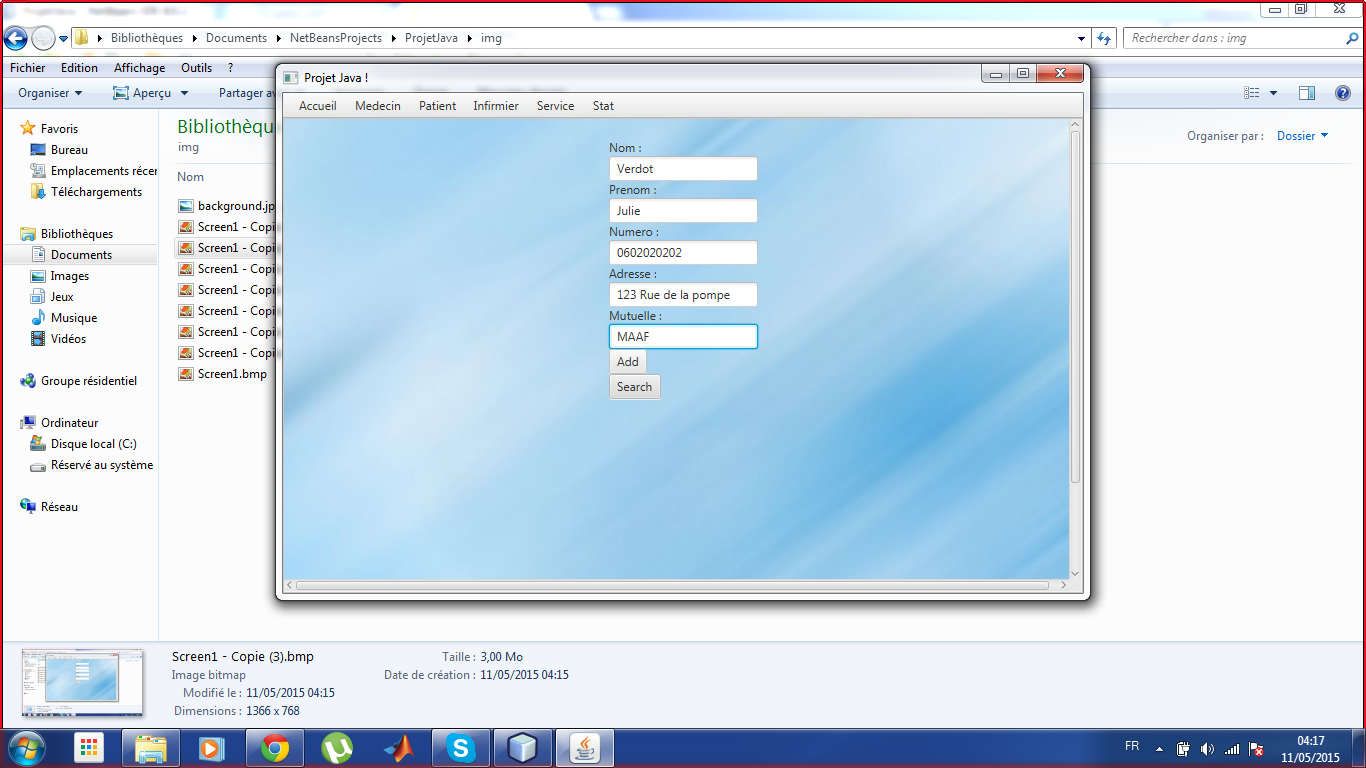 Bibliothèques Documents NetBeansProjects ProjetJava img
Rechercher dans : img
Fichier Edition Affichage Outils ?
Organiser Aperçu Partager
Projet Java !
Accueil Medecin Patient Infirmier Service Stat
Favoris
Bureau
Emplacements
Téléchargements
Bibliothèques
Documents
Images
Jeux
Musique
Vidéos
Groupe résidentiel
Ordinateur
Disque local (C:)
Réservé au système
Réseau
img
Organiser par : Dossier
Nom
background.jp
Screen1 - Copi
Screen1 - Copi
Screen1 - Copi
Screen1 - Copi
Screen1 - Copi
Screen1 - Copi
Screen1 - Copi
Screen1.bmp
Nom :
Verdot
Prenom :
Julie
Numero :
0602020202
Adresse :
123 Rue de la pompe
Mutuelle :
MAAF
Add
Search
Screen1 - Copie (3).bmp
Image bitmap
Modifié le : 11/05/2015 04:15
Dimensions : 1366 x 768
Taille : 3,00 Mo
Date de création : 11/05/2015 04:15
FR
04:17
11/05/2015